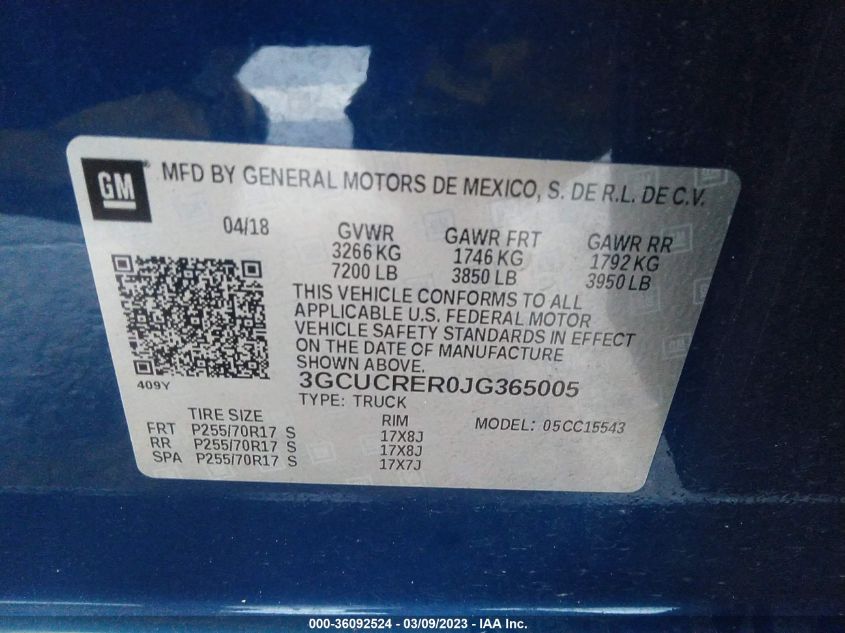 GM ® MFD BY GENERAL MOTORS DE MEXICO, S. DE R.L. DE C.V.
04/18 GVWR GAWR FRT GAWR RR
3266 KG 1746 KG 1792 KG
7200 LB 3850 LB 3950 LB
THIS VEHICLE CONFORMS TO ALL
APPLICABLE U.S. FEDERAL MOTOR
VEHICLE SAFETY STANDARDS IN EFFECT
ON THE DATE OF MANUFACTURE
SHOWN ABOVE.
409Y
3GCUCRER0JG365005
TYPE: TRUCK
TIRE SIZE RIM MODEL: 05CC15543
FRT P255/70R17 S 17X8J
RR P255/70R17 S 17X8J
SPA P255/70R17 S 17X7J
000-36092524 - 03/09/2023 - IAA Inc.